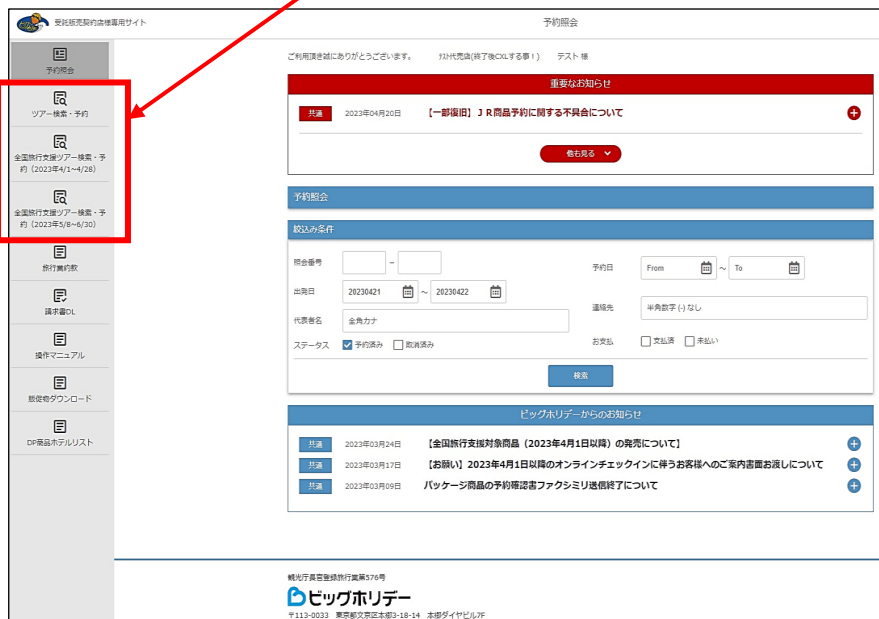 受託販売契約店様専用サイト
予約照会
予約照会
ツアー検索・予約
全国旅行支援ツアー検索・予
約（2023年4/1~4/28）
全国旅行支援ツアー検索・予
約（2023年5/8~6/30）
旅行業約款
請求書DL
操作マニュアル
販促物ダウンロード
DP商品ホテルリスト
ご利用頂き誠にありがとうございます。 ﾃｽﾄ代売店(終了後CXLする事！) テスト 様
重要なお知らせ
共通 2023年04月20日 【一部復旧】ＪＲ商品予約に関する不具合について
他も見る
予約照会
絞込み条件
照会番号 －
予約日 From ～ To
出発日 20230421 ～ 20230422
連絡先 半角数字 (-) なし
代表者名 全角カナ
ステータス 予約済み 取消済み
お支払 支払済 未払い
検索
ビッグホリデーからのお知らせ
共通 2023年03月24日 【全国旅行支援対象商品（2023年4月1日以降）の発売について】
共通 2023年03月17日 【お願い】2023年4月1日以降のオンラインチェックインに伴うお客様へのご案内書面お渡しについて
共通 2023年03月09日 パッケージ商品の予約確認書ファクシミリ送信終了について
観光庁長官登録旅行業第576号
ビッグホリデー
〒113-0033 東京都文京区本郷3-18-14 本郷ダイヤビル7F